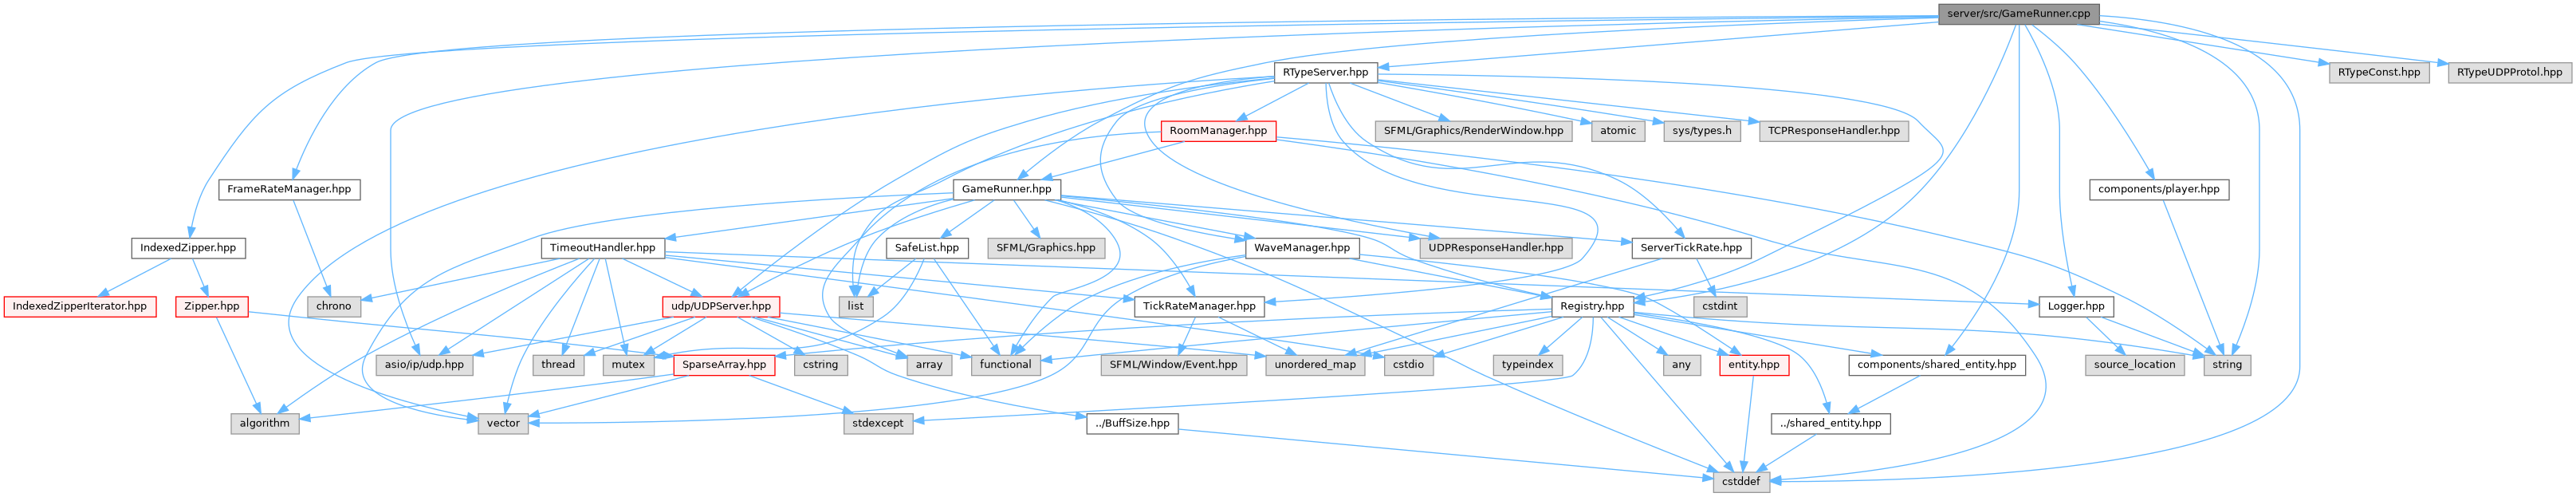 server/src/GameRunner.cpp
RTypeServer.hpp
RTypeConst.hpp
RTypeUDPProtol.hpp
RoomManager.hpp
SFML/Graphics/RenderWindow.hpp
atomic
sys/types.h
TCPResponseHandler.hpp
FrameRateManager.hpp
GameRunner.hpp
components/player.hpp
IndexedZipper.hpp
TimeoutHandler.hpp
SafeList.hpp
SFML/Graphics.hpp
WaveManager.hpp
UDPResponseHandler.hpp
ServerTickRate.hpp
IndexedZipperIterator.hpp
Zipper.hpp
chrono
udp/UDPServer.hpp
list
TickRateManager.hpp
Registry.hpp
cstdint
Logger.hpp
asio/ip/udp.hpp
thread
mutex
SparseArray.hpp
cstring
array
functional
SFML/Window/Event.hpp
unordered_map
cstdio
typeindex
any
entity.hpp
components/shared_entity.hpp
source_location
string
algorithm
vector
stdexcept
../BuffSize.hpp
../shared_entity.hpp
cstddef